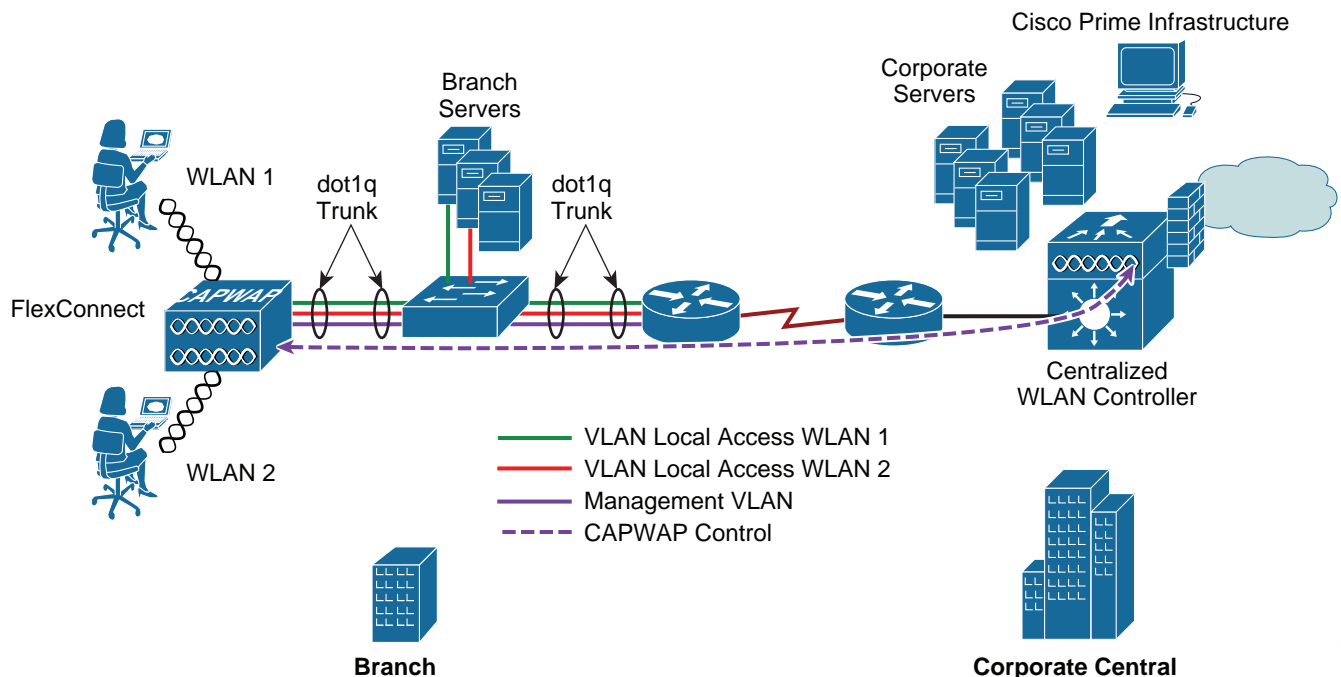 Cisco Prime Infrastructure
Corporate
Servers
Branch
Servers
WLAN 1
dot1q
Trunk
dot1q
Trunk
CAPWAP
FlexConnect
Centralized
WLAN Controller
WLAN 2
VLAN Local Access WLAN 1
VLAN Local Access WLAN 2
Management VLAN
CAPWAP Control
Branch
Corporate Central